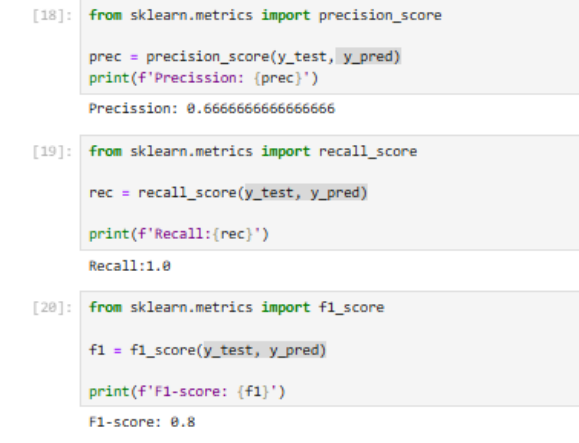 [18]: from sklearn.metrics import precision_score
prec = precision_score(y_test, y_pred)
print(f'Precission: {prec}')
Precission: 0.6666666666666666
[19]: from sklearn.metrics import recall_score
rec = recall_score(y_test, y_pred)
print(f'Recall:{rec}')
Recall:1.0
[20]: from sklearn.metrics import f1_score
f1 = f1_score(y_test, y_pred)
print(f'F1-score: {f1}')
F1-score: 0.8